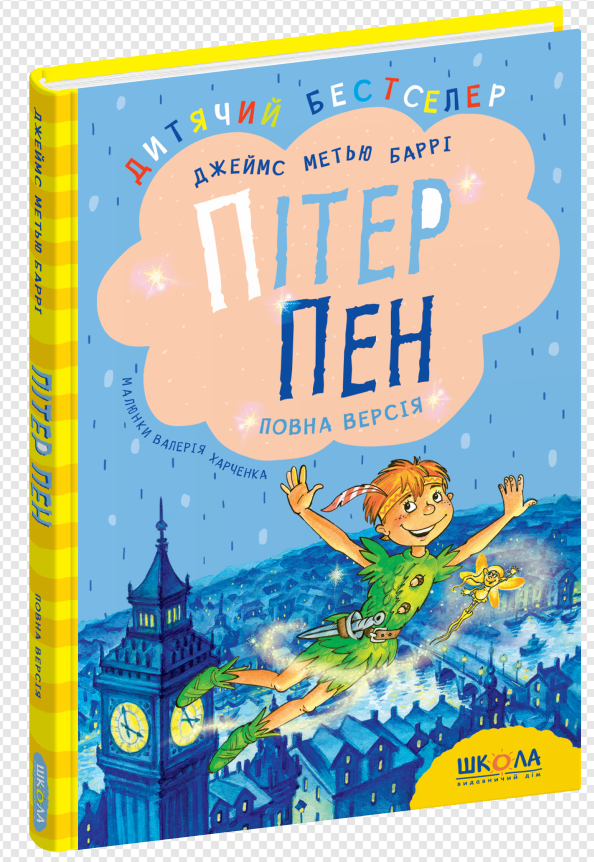 ДИТЯЧИЙ БЕСТСЕЛЕР
ДЖЕЙМС МЕТЬЮ БАРРІ
ПІТЕР
ПЕН
ПОВНА ВЕРСІЯ
МАЛЮНКИ ВАЛЕРІЯ ХАРЧЕНКА
ШКОЛА
видавничий дім
ДЖЕЙМС МЕТЬЮ БАРРІ
ПІТЕР ПЕН
ПОВНА ВЕРСІЯ
ШКОЛА